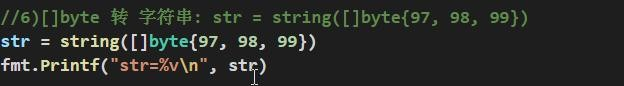 //6)[]byte 转 字符串: str = string([]byte{97, 98, 99})
str = string([]byte{97, 98, 99})
fmt.Printf("str=%v\n", str)